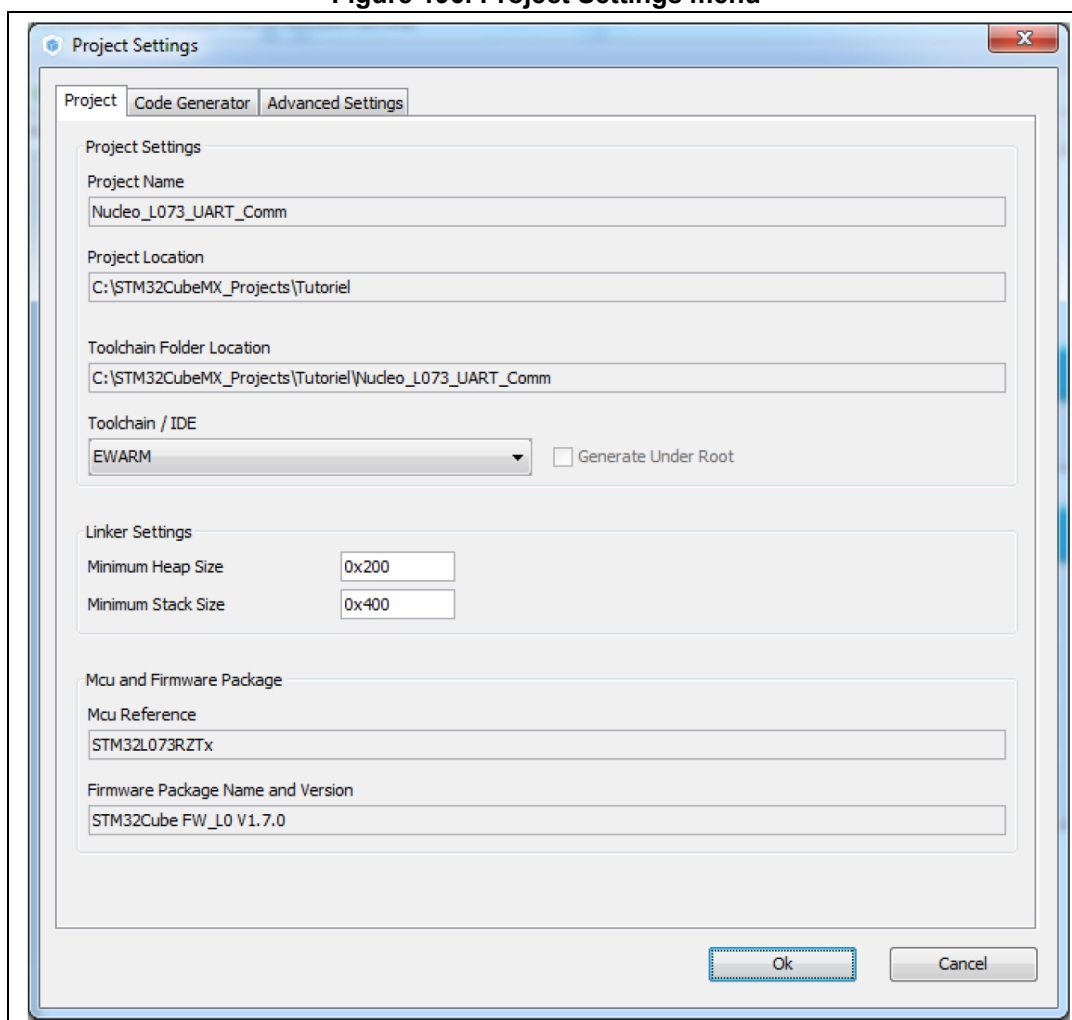 Project Settings menu
Project Settings
Project Code Generator Advanced Settings
Project Settings
Project Name
Nucleo_L073_UART_Comm
Project Location
C:\STM32CubeMX_Projects\Tutoriel
Toolchain Folder Location
C:\STM32CubeMX_Projects\Tutoriel\Nucleo_L073_UART_Comm
Toolchain / IDE
EWARM Generate Under Root
Linker Settings
Minimum Heap Size 0x200
Minimum Stack Size 0x400
Mcu and Firmware Package
Mcu Reference
STM32L073RZTx
Firmware Package Name and Version
STM32Cube FW_L0 V1.7.0
Ok Cancel